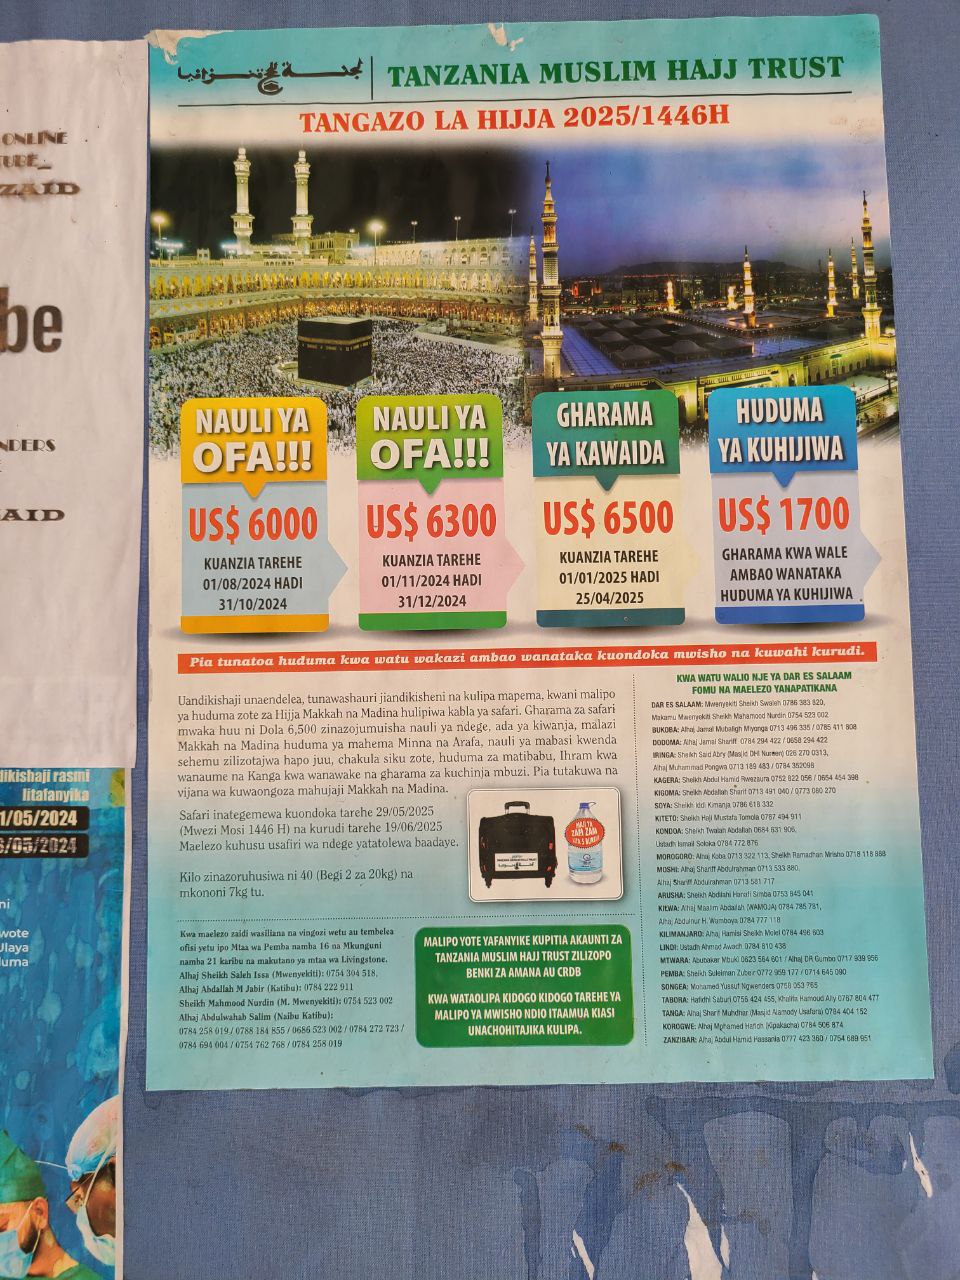 ONLINE
TUBE_
ZAID
be
NDERS
AID
dikishaji rasmi
litafanyika
1/05/2024
/05/2024
ni
wote
Ulaya
duma
لجنة الحج تنزانيا
TANZANIA MUSLIM HAJJ TRUST
TANGAZO LA HIJJA 2025/1446H
NAULI YA
OFA!!!
US$ 6000
KUANZIA TAREHE
01/08/2024 HADI
31/10/2024
NAULI YA
OFA!!!
US$ 6300
KUANZIA TAREHE
01/11/2024 HADI
31/12/2024
GHARAMA
YA KAWAIDA
US$ 6500
KUANZIA TAREHE
01/01/2025 HADI
25/04/2025
HUDUMA
YA KUHIJIWA
US$ 1700
GHARAMA KWA WALE
AMBAO WANATAKA
HUDUMA YA KUHIJIWA
Pia tunatoa huduma kwa watu wakazi ambao wanataka kuondoka mwisho na kuwahi kurudi.
Uandikishaji unaendelea, tunawashauri jiandikisheni na kulipa mapema, kwani malipo
ya huduma zote za Hijja Makkah na Madina hulipiwa kabla ya safari. Gharama za safari
mwaka huu ni Dola 6,500 zinazojumuisha nauli ya ndege, ada ya kiwanja, malazi
Makkah na Madina huduma ya mahema Minna na Arafa, nauli ya mabasi kwenda
sehemu zilizotajwa hapo juu, chakula siku zote, huduma za matibabu, Ihram kwa
wanaume na Kanga kwa wanawake na gharama za kuchinja mbuzi. Pia tutakuwa na
vijana wa kuwaongoza mahujaji Makkah na Madina.
Safari inategemewa kuondoka tarehe 29/05/2025
(Mwezi Mosi 1446 H) na kurudi tarehe 19/06/2025
Maelezo kuhusu usafiri wa ndege yatatolewa baadaye.
Kilo zinazoruhusiwa ni 40 (Begi 2 za 20kg) na
mkononi 7kg tu.
MAJI YA
ZAM ZAM
Kwa maelezo zaidi wasiliana na vingozi wetu au tembelea
ofisi yetu ipo Mtaa wa Pemba namba 16 na Mkunguni
namba 21 karibu na makutano ya mtaa wa Livingstone.
Alhaj Sheikh Saleh Issa (Mwenyekiti): 0754 304 518,
Alhaj Abdallah M Jabir (Katibu): 0784 222 911
Sheikh Mahmood Nurdin (M. Mwenyekiti): 0754 523 002
Alhaj Abdulwahab Salim (Naibu Katibu):
0784 258 019 / 0788 184 855 / 0686 523 002 / 0784 272 723 /
0784 694 004 / 0754 762 768 / 0784 258 019
MALIPO YOTE YAFANYIKE KUPITIA AKAUNTI ZA
TANZANIA MUSLIM HAJJ TRUST ZILIZOPO
BENKI ZA AMANA AU CRDB
KWA WATAOLIPA KIDOGO KIDOGO TAREHE YA
MALIPO YA MWISHO NDIO ITAAMUA KIASI
UNACHOHITAJIKA KULIPA.
KWA WATU WALIO NJE YA DAR ES SALAAM
FOMU NA MAELEZO YANAPATIKANA
DAR ES SALAAM: Mwenyekiti Sheikh Swaleh 0786 383 820,
Makamu Mwenyekiti Sheikh Mahamood Nurdin 0754 523 002
BUKOBA: Alhaj Jamal Mubaligh Miyonga 0713 496 335 / 0785 411 808
DODOMA: Alhaj Jamal Shariff 0784 294 422 / 0658 294 422
IRINGA: Sheikh Said Abry (Masjid DHI Nureen) 026 270 0313,
Alhaj Muhammad Pongwa 0713 189 483 / 0784 352098
KAGERA: Sheikh Abdul Hamid Rwezaura 0752 822 056 / 0654 454 398
KIGOMA: Sheikh Abdallah Sharif 0713 491 040 / 0773 080 270
SOYA: Sheikh Iddi Kimanja 0786 618 332
KITETO: Sheikh Haji Mustafa Tomola 0787 494 911
KONDOA: Sheikh Twalah Abdallah 0684 631 906,
Ustadh Ismail Soloka 0784 772 876
MOROGORO: Alhaj Koba 0713 322 113, Sheikh Ramadhan Mrisho 0718 118 868
MOSHI: Alhaj Shariff Abdulrahman 0713 533 880,
Alhaj Shariff Abdulrahman 0713 581 717
ARUSHA: Sheikh Abdilahi Hanafi Simba 0753 845 041
KILWA: Alhaj Maalim Abdallah (WAMOJA) 0784 785 781,
Alhaj Abdulnur H. Wamboya 0784 777 118
KILIMANJARO: Alhaj Hamisi Sheikh Molel 0784 496 603
LINDI: Ustadh Ahmad Awadh 0784 810 438
MTWARA: Abubaker Mbuki 0623 564 601 / Alhaj DR Gumbo 0717 939 956
PEMBA: Sheikh Suleiman Zubeir 0772 959 177 / 0714 645 090
SONGEA: Mohamed Yussuf Ngwenders 0758 053 765
TABORA: Hafidhi Saburi 0756 424 455, Khalifa Hamoud Ally 0767 804 477
TANGA: Alhaj Sharif Muhdhar (Masjid Alamody Usafara) 0784 404 152
KOROGWE: Alhaj Mohamed Hafidh (Kipakacha) 0784 506 874
ZANZIBAR: Alhaj Abdul Hamid Hassania 0777 423 360 / 0754 689 951